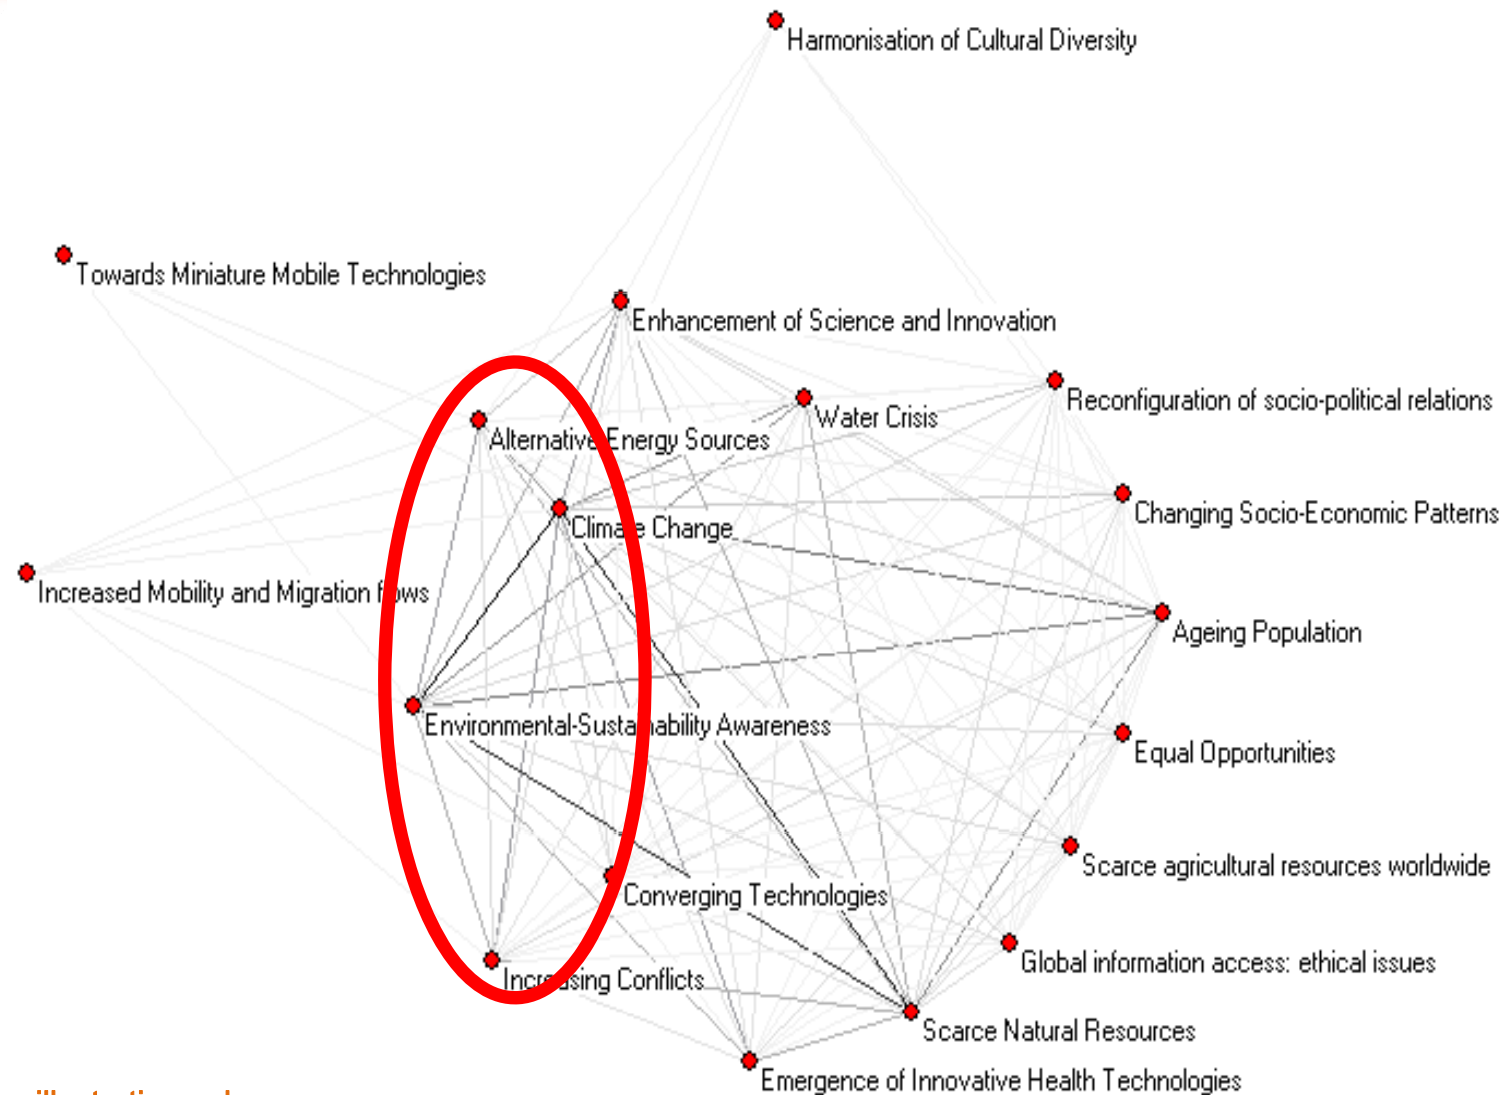 Harmonisation of Cultural Diversity
Towards Miniature Mobile Technologies
Enhancement of Science and Innovation
Reconfiguration of socio-political relations
Water Crisis
Alternative Energy Sources
Changing Socio-Economic Patterns
Climate Change
Increased Mobility and Migration flows
Ageing Population
Environmental-Sustainability Awareness
Equal Opportunities
Scarce agricultural resources worldwide
Converging Technologies
Global information access: ethical issues
Increasing Conflicts
Scarce Natural Resources
Emergence of Innovative Health Technologies